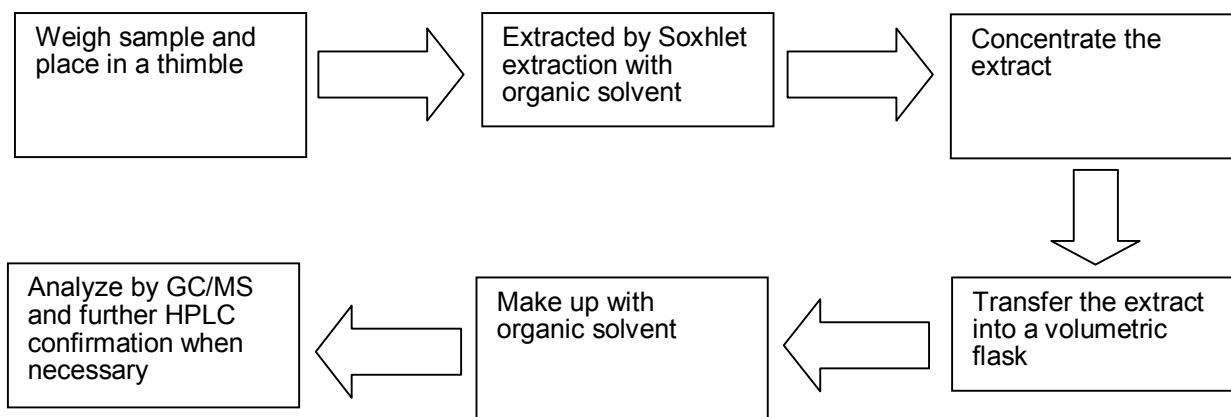 Weigh sample and
place in a thimble
Extracted by Soxhlet
extraction with
organic solvent
Concentrate the
extract
Transfer the extract
into a volumetric
flask
Make up with
organic solvent
Analyze by GC/MS
and further HPLC
confirmation when
necessary